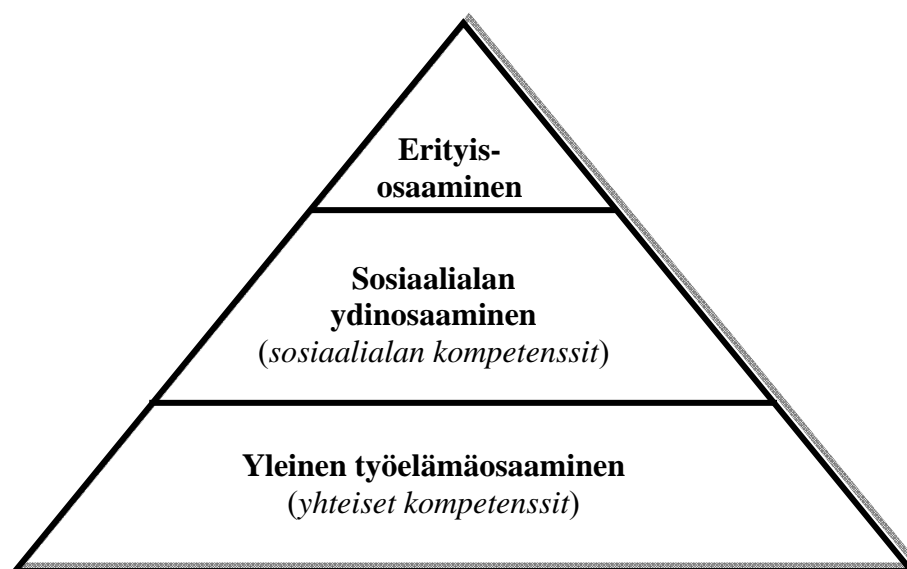 Erityis-
osaaminen
Sosiaalialan
ydinosaaminen
(sosiaalialan kompetenssit)
Yleinen työelämäosaaminen
(yhteiset kompetenssit)